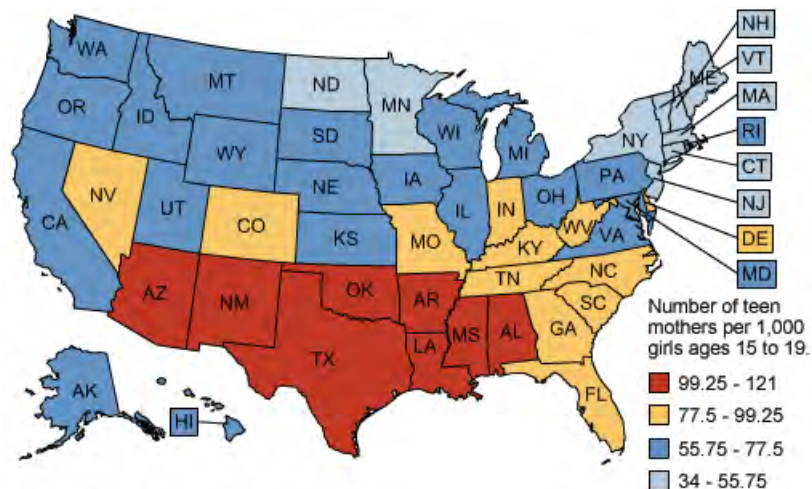 WA
MT
ND
MN
OR
ID
WY
SD
WI
MI
NY
ME
NH
VT
MA
RI
CT
NJ
DE
MD
NV
CA
UT
CO
NE
KS
IA
IL
IN
OH
PA
MO
KY
WV
VA
TN
NC
SC
GA
FL
AZ
NM
OK
AR
TX
LA
MS
AL
AK
HI
Number of teen
mothers per 1,000
girls ages 15 to 19.
99.25 - 121
77.5 - 99.25
55.75 - 77.5
34 - 55.75